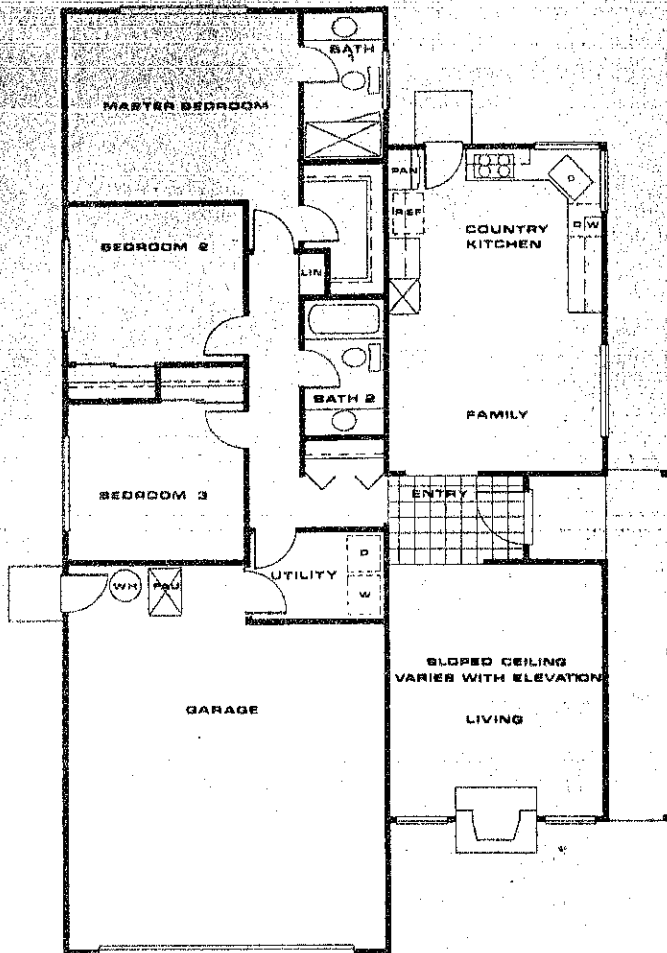 BATH
1
MASTER BEDROOM
PAN
REF
D
COUNTRY
KITCHEN
D W
BEDROOM 2
LIN
BATH 2
FAMILY
BEDROOM 3
ENTRY
WH
FAU
UTILITY
D
W
SLOPED CEILING
VARIES WITH ELEVATION
LIVING
GARAGE